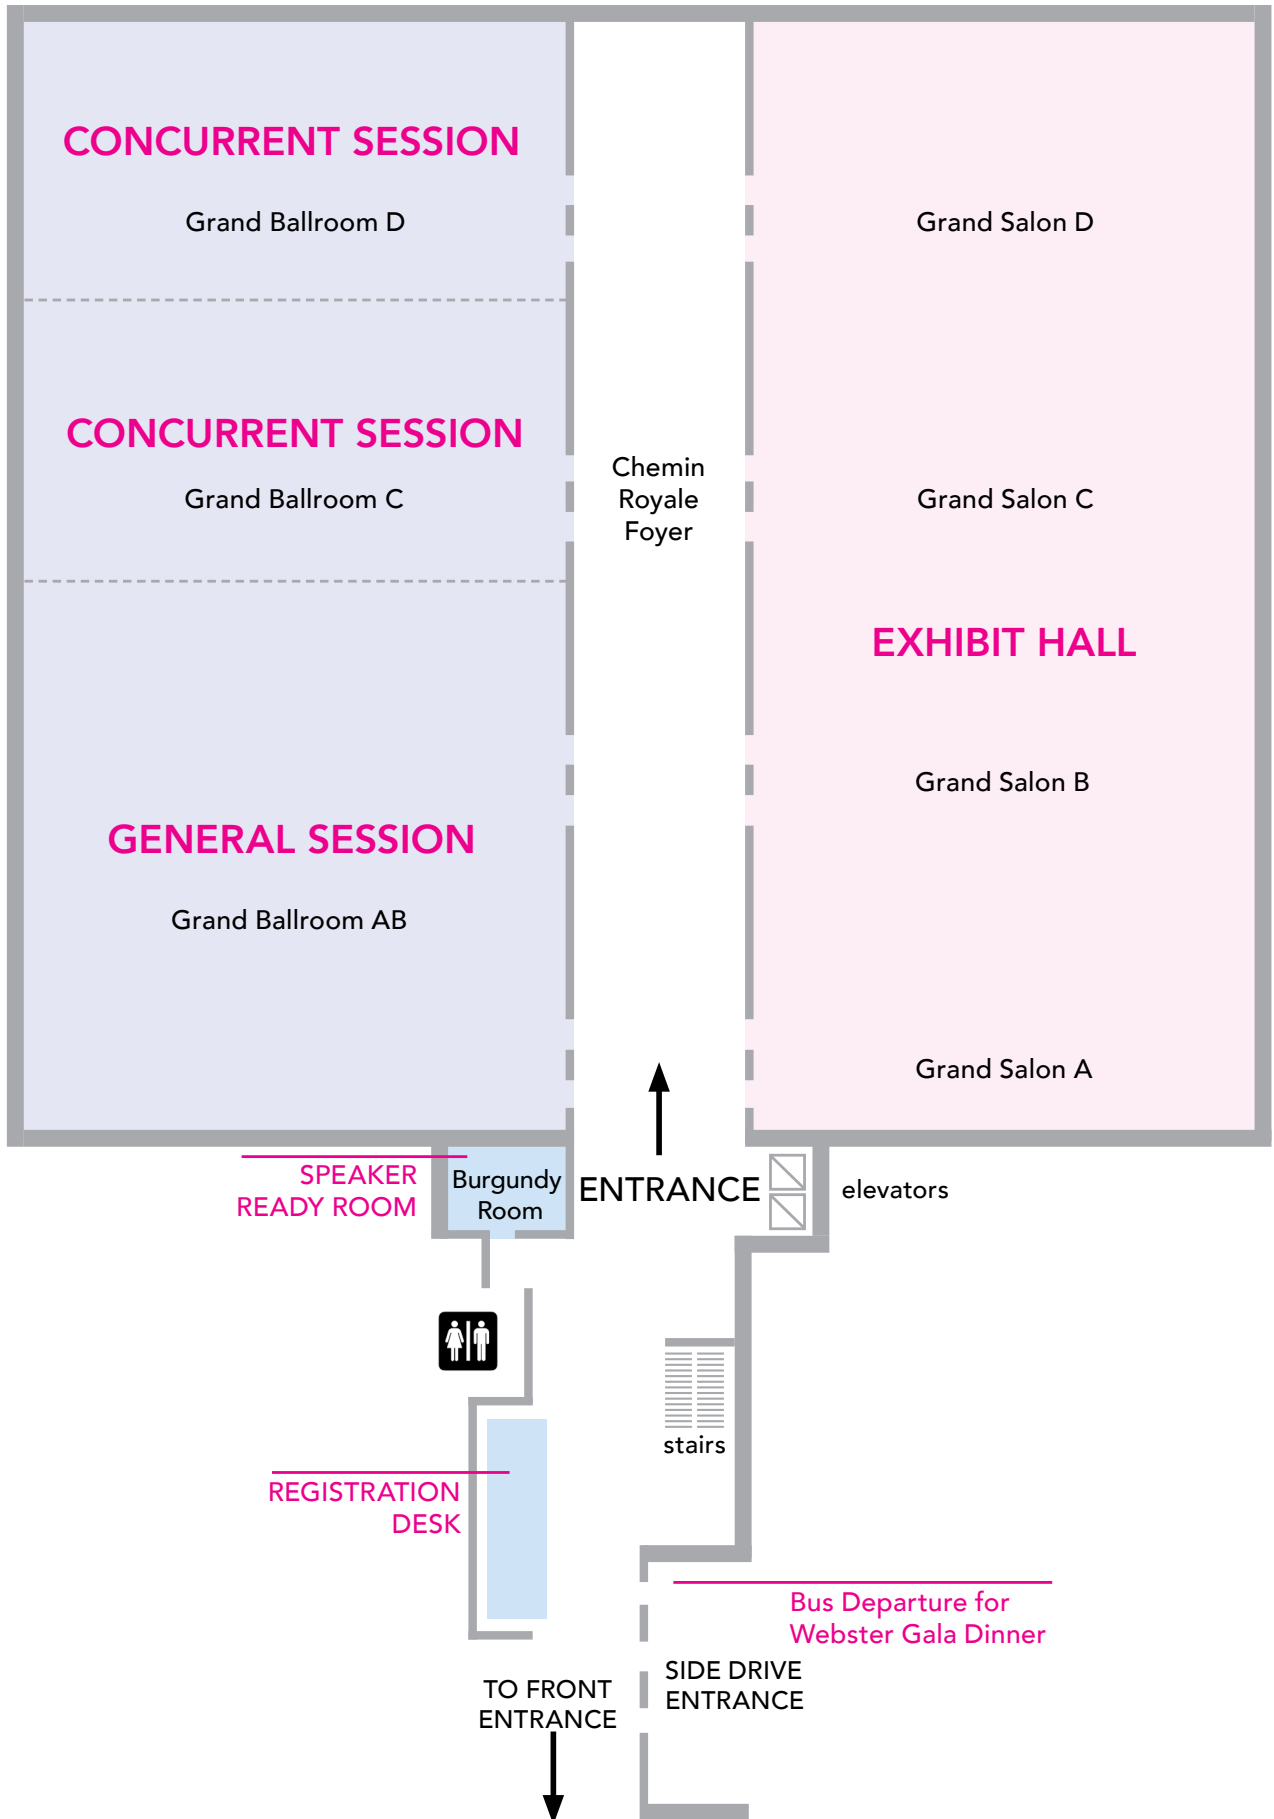 CONCURRENT SESSION
Grand Ballroom D
Grand Salon D
CONCURRENT SESSION
Grand Ballroom C
Chemin
Royale
Foyer
Grand Salon C
EXHIBIT HALL
Grand Salon B
GENERAL SESSION
Grand Ballroom AB
Grand Salon A
SPEAKER
READY ROOM
Burgundy
Room
ENTRANCE
elevators
stairs
REGISTRATION
DESK
Bus Departure for
Webster Gala Dinner
SIDE DRIVE
ENTRANCE
TO FRONT
ENTRANCE